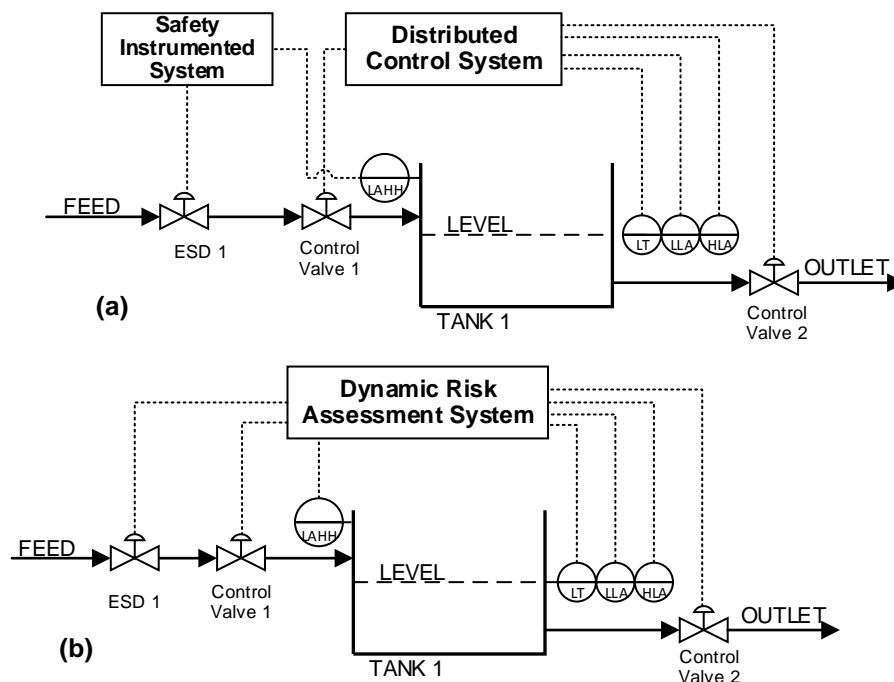 Safety
Instrumented
System
Distributed
Control System
LAHH
FEED
LEVEL
LT
LLA
HLA
ESD 1
Control
Valve 1
OUTLET
(a)
TANK 1
Control
Valve 2
Dynamic Risk
Assessment System
LAHH
FEED
LEVEL
LT
LLA
HLA
ESD 1
Control
Valve 1
OUTLET
(b)
TANK 1
Control
Valve 2